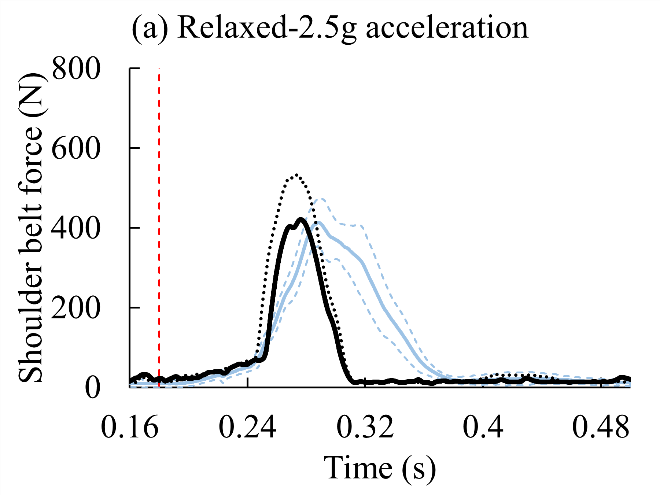 (a) Relaxed-2.5g acceleration
Shoulder belt force (N)
800
600
400
200
0
0.16 0.24 0.32 0.4 0.48
Time (s)